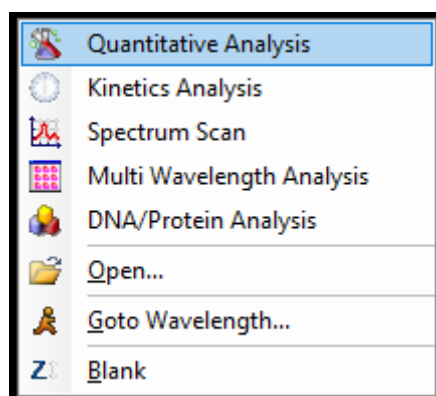 Quantitative Analysis
Kinetics Analysis
Spectrum Scan
Multi Wavelength Analysis
DNA/Protein Analysis
Open...
Goto Wavelength...
Blank